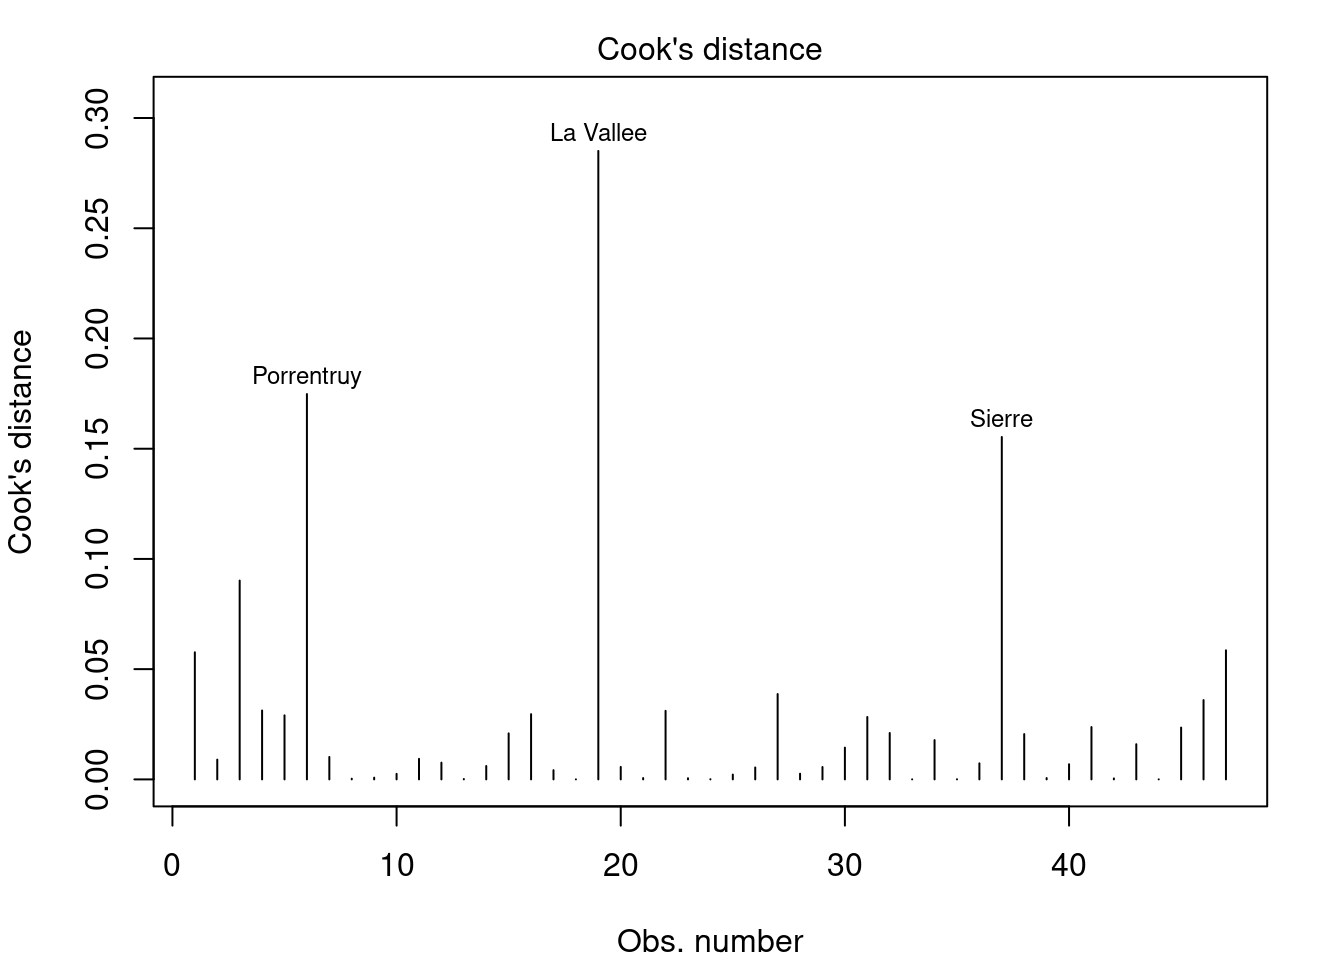 Cook's distance
Cook's distance
0.30
0.25
0.20
0.15
0.10
0.05
0.00
La Vallee
Porrentruy
Sierre
0 10 20 30 40
Obs. number